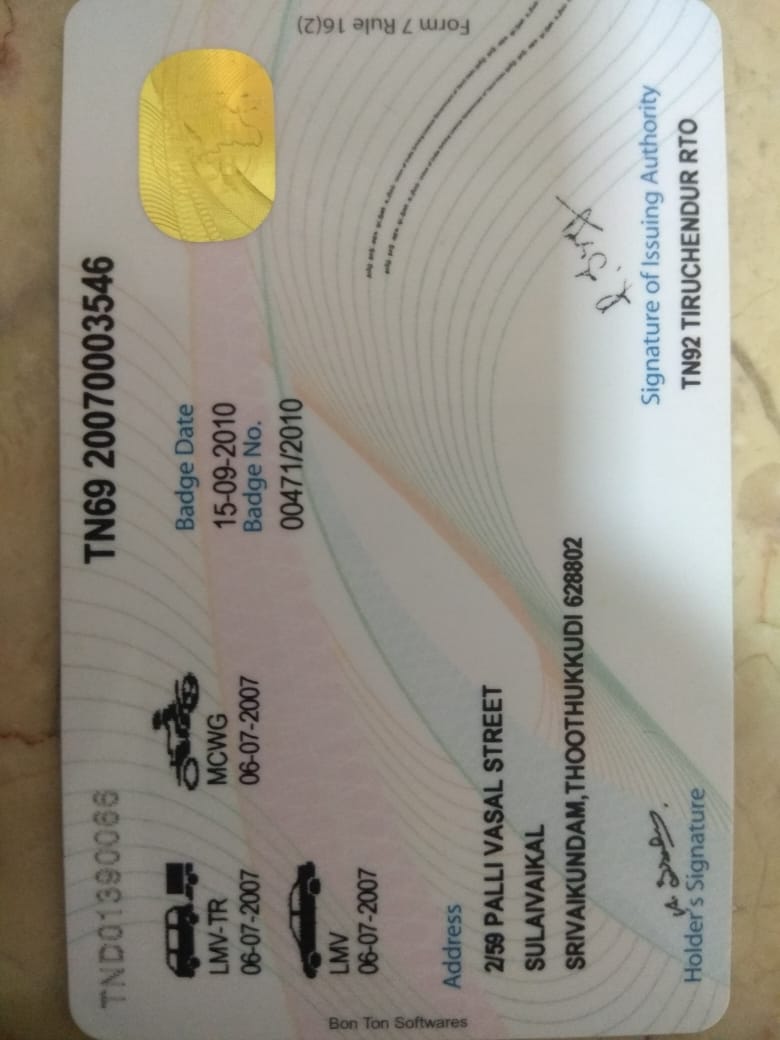 Form 7 Rule 16(2)
TND01390066
TN69 20070003546
LMV-TR
06-07-2007
MCWG
06-07-2007
Badge Date
15-09-2010
Badge No.
00471/2010
LMV
06-07-2007
Address
2/59 PALLI VASAL STREET
SULAIVAIKAL
SRIVAIKUNDAM,THOOTHUKKUDI 628802
Holder's Signature
Signature of Issuing Authority
TN92 TIRUCHENDUR RTO
Bon Ton Softwares